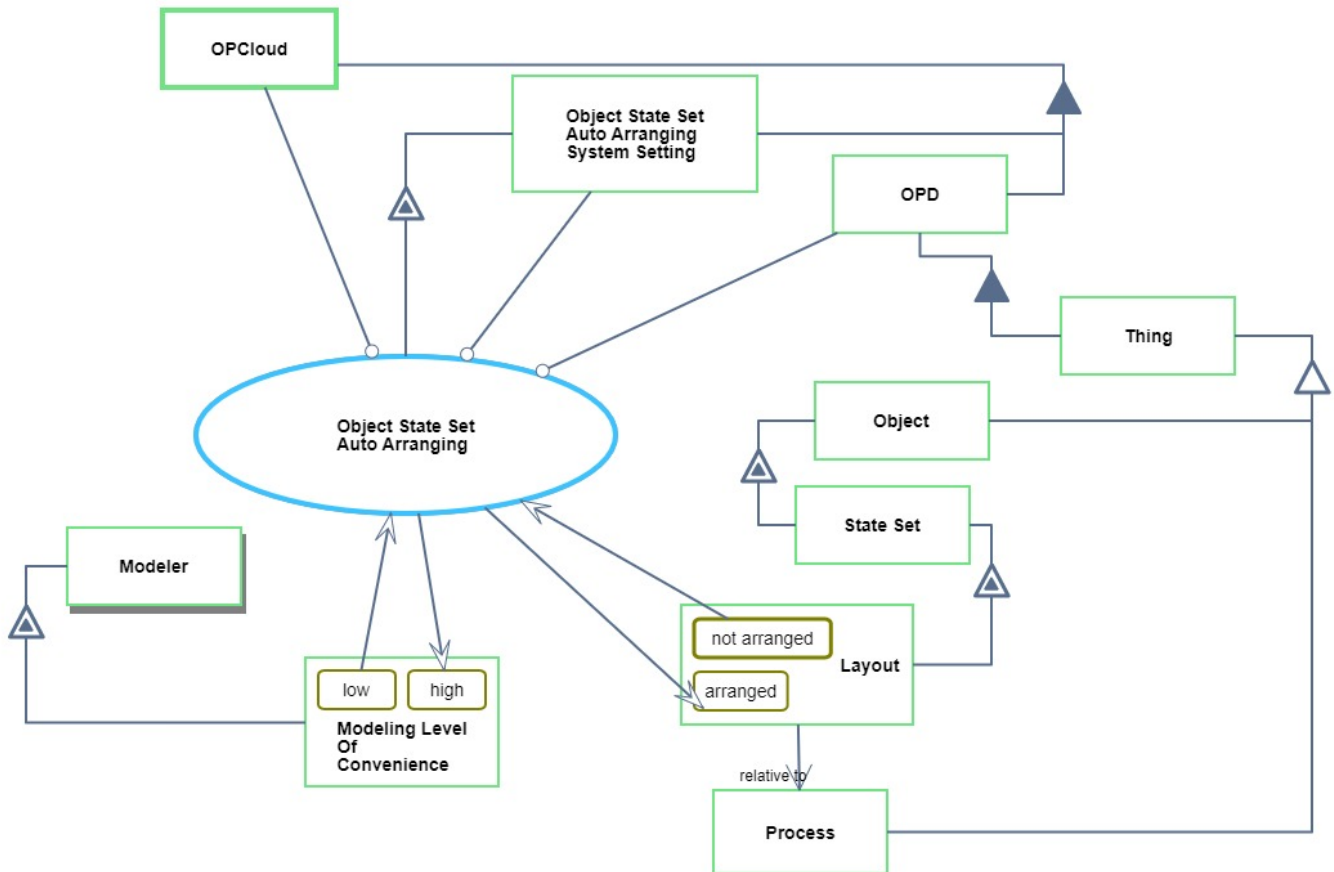 OPCloud
Object State Set
Auto Arranging
System Setting
OPD
Thing
Object
Object State Set
Auto Arranging
State Set
Modeler
not arranged
Layout
arranged
low
high
Modeling Level
Of
Convenience
relative to
Process